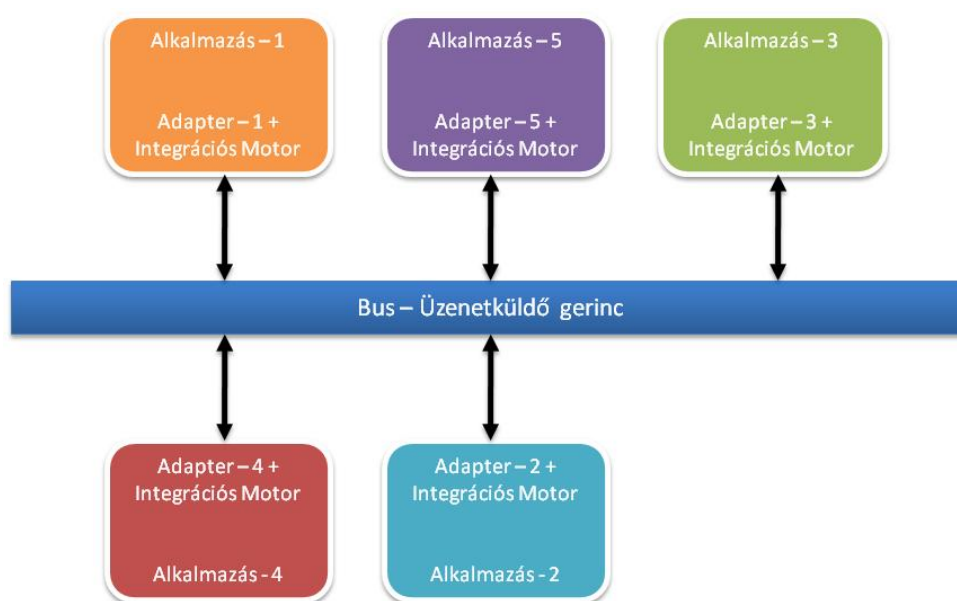 Alkalmazás – 1
Adapter – 1 +
Integrációs Motor
Alkalmazás – 5
Adapter – 5 +
Integrációs Motor
Alkalmazás – 3
Adapter – 3 +
Integrációs Motor
Bus – Üzenetküldő gerinc
Adapter – 4 +
Integrációs Motor
Alkalmazás - 4
Adapter – 2 +
Integrációs Motor
Alkalmazás - 2